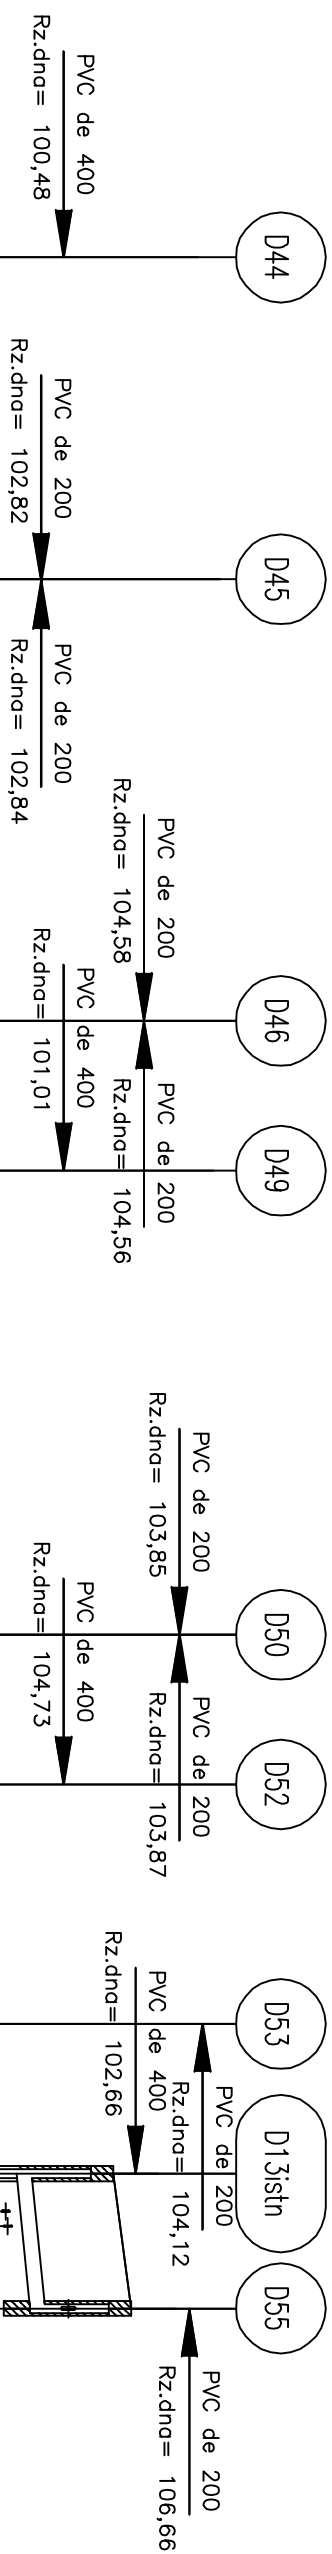 D44
PVC de 400
Rz.dna= 100,48
D45
PVC de 200
Rz.dna= 102,82
PVC de 200
Rz.dna= 102,84
D46
PVC de 200
Rz.dna= 104,58
PVC de 200
Rz.dna= 104,56
D49
PVC de 400
Rz.dna= 101,01
D50
PVC de 200
Rz.dna= 103,85
PVC de 200
Rz.dna= 103,87
D52
PVC de 400
Rz.dna= 104,73
D53
PVC de 200
Rz.dna= 104,12
D13istn
PVC de 400
Rz.dna= 102,66
D55
PVC de 200
Rz.dna= 106,66